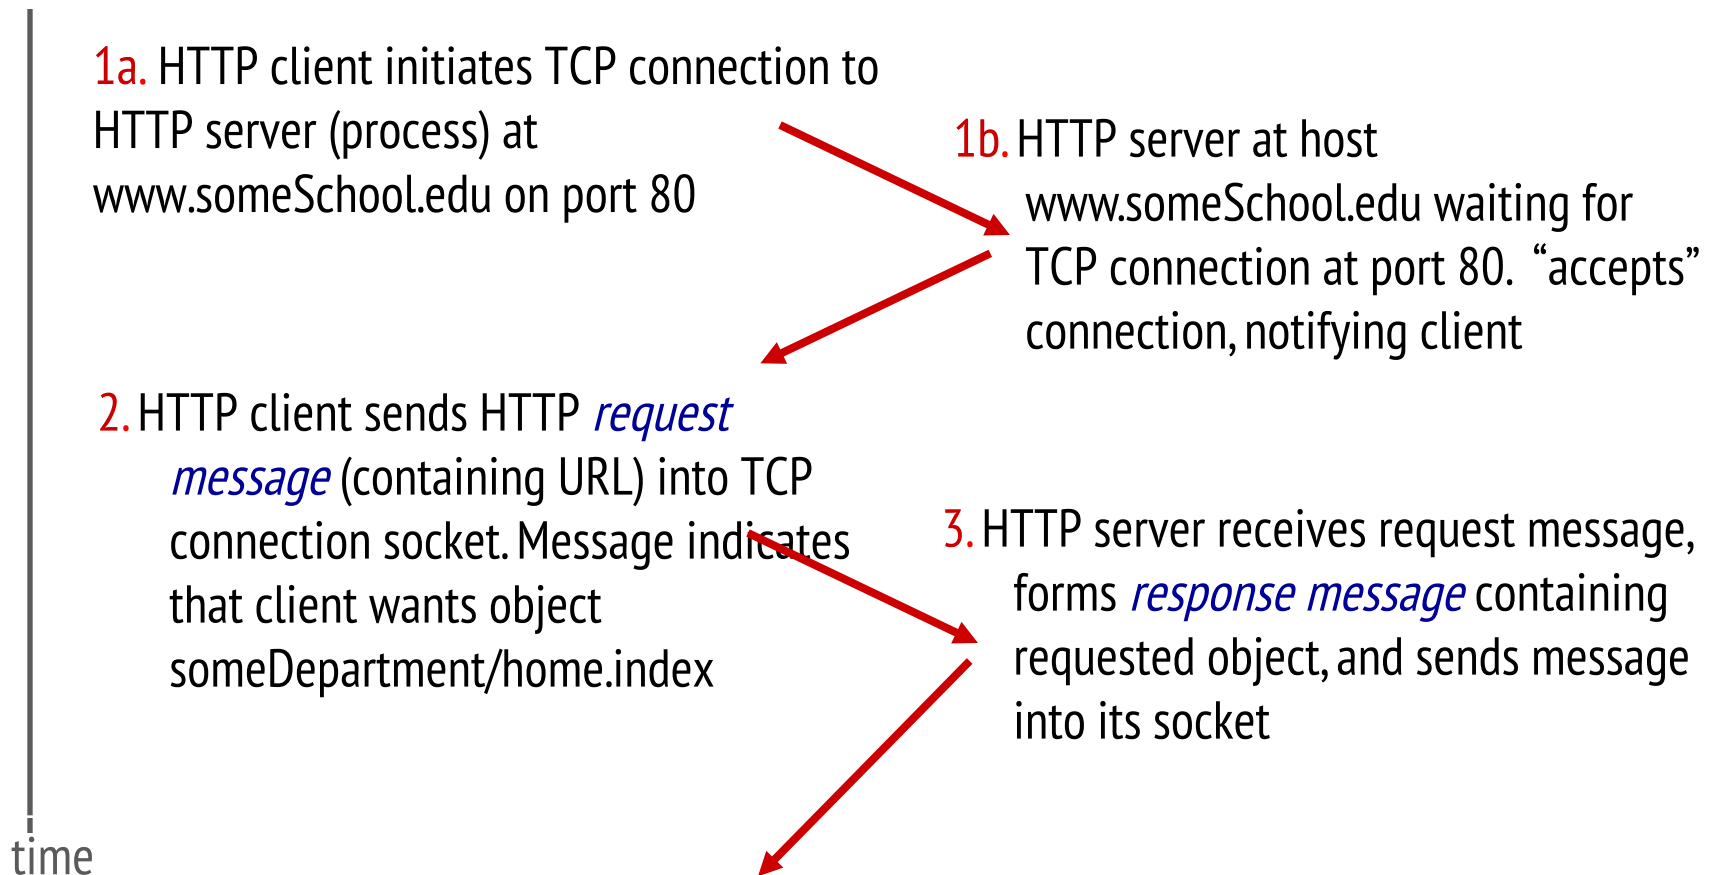 1a. HTTP client initiates TCP connection to
HTTP server (process) at
www.someSchool.edu on port 80
1b. HTTP server at host
www.someSchool.edu waiting for
TCP connection at port 80.  “accepts”
connection, notifying client
2. HTTP client sends HTTP request
message (containing URL) into TCP
connection socket. Message indicates
that client wants object
someDepartment/home.index
3. HTTP server receives request message,
forms response message containing
requested object, and sends message
into its socket
time